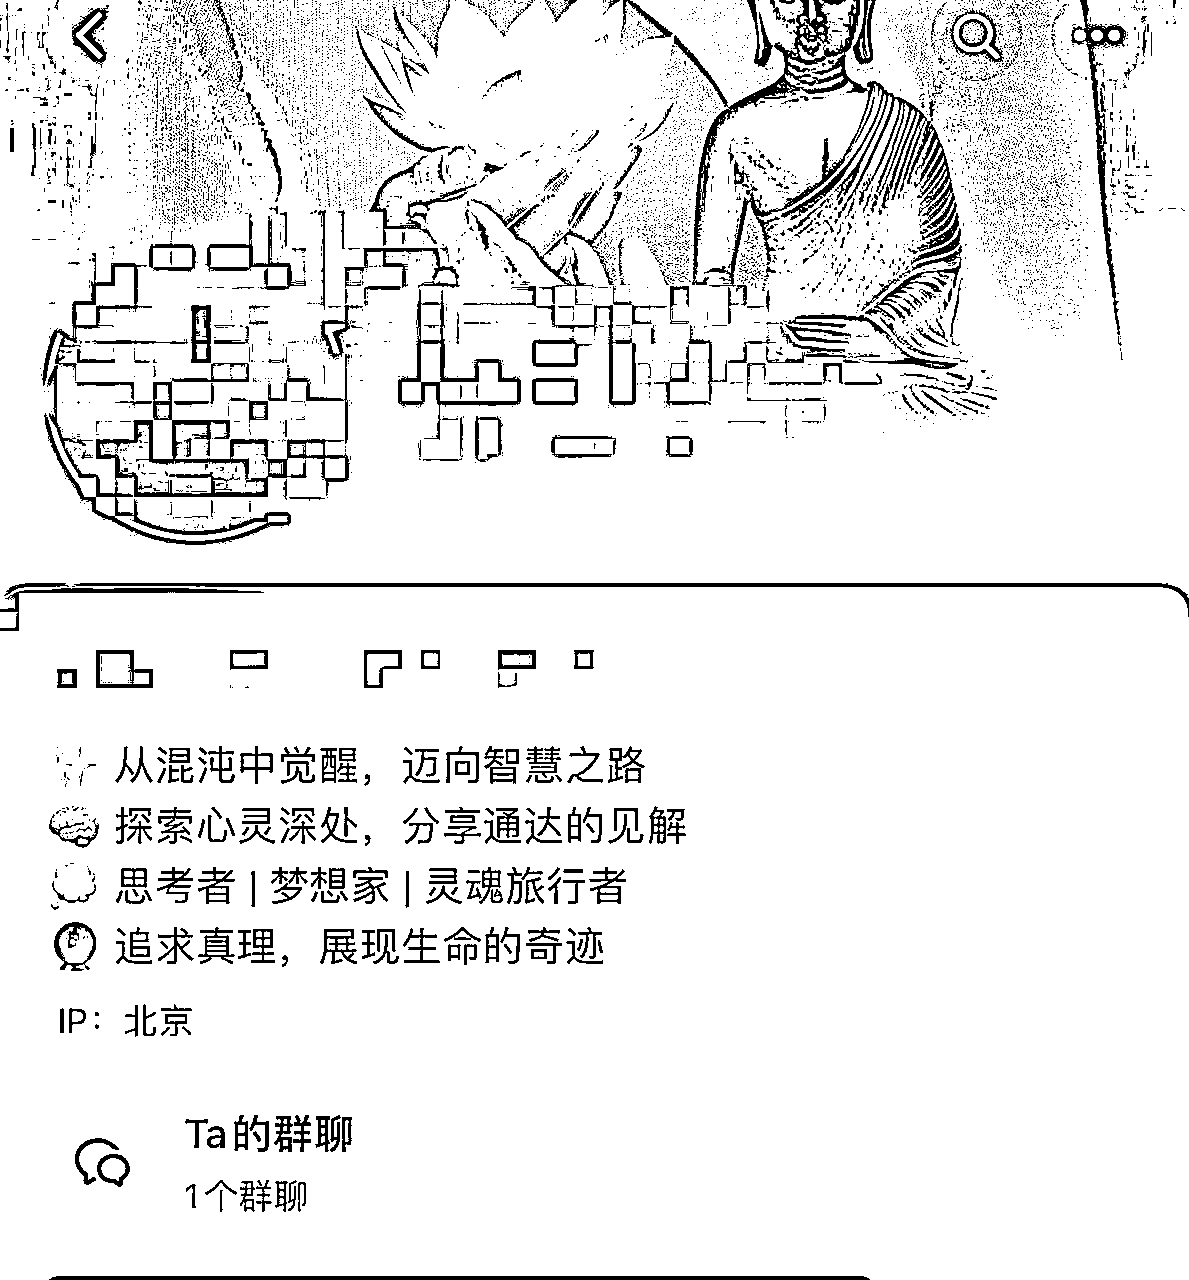 从混沌中觉醒，迈向智慧之路
探索心灵深处，分享通达的见解
思考者 | 梦想家 | 灵魂旅行者
追求真理，展现生命的奇迹
IP：北京
Ta的群聊
1个群聊